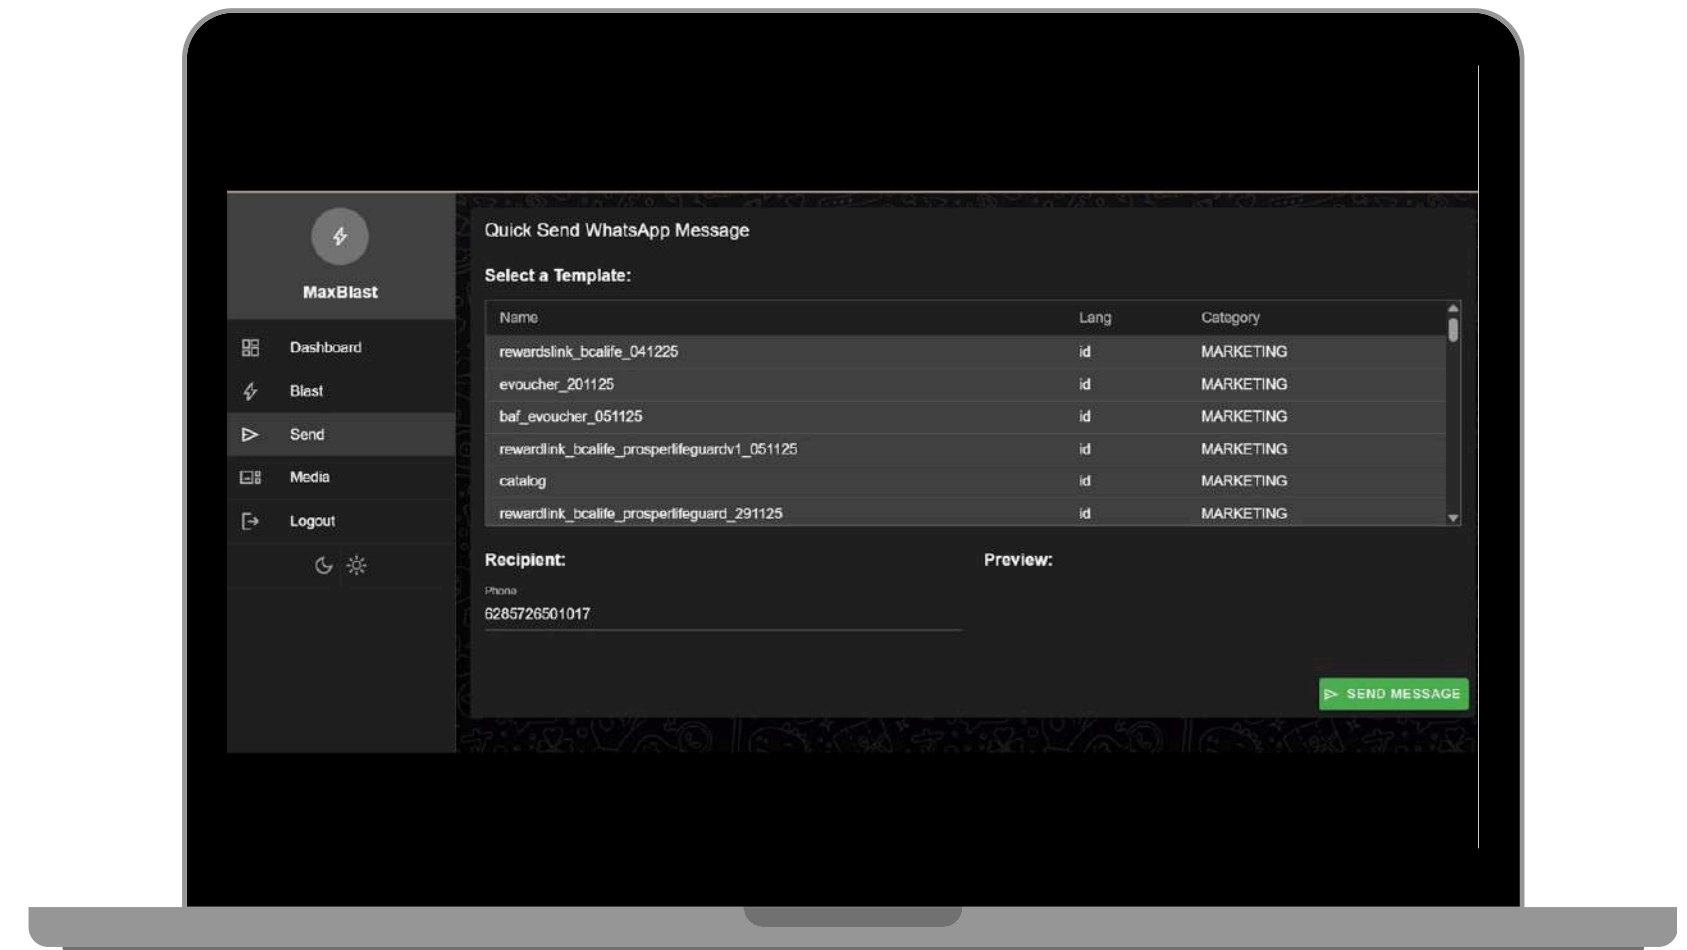 MaxBlast
Dashboard
Blast
Send
Media
Logout
Quick Send WhatsApp Message
Select a Template:
Name Lang Category
rewardslink_bcalife_041225 id MARKETING
evoucher_201125 id MARKETING
baf_evoucher_051125 id MARKETING
rewardlink_bcalife_prosperlifeguardv1_051125 id MARKETING
catalog id MARKETING
rewardlink_bcalife_prosperlifeguard_291125 id MARKETING
Recipient: Preview:
Phone
6285726501017
SEND MESSAGE